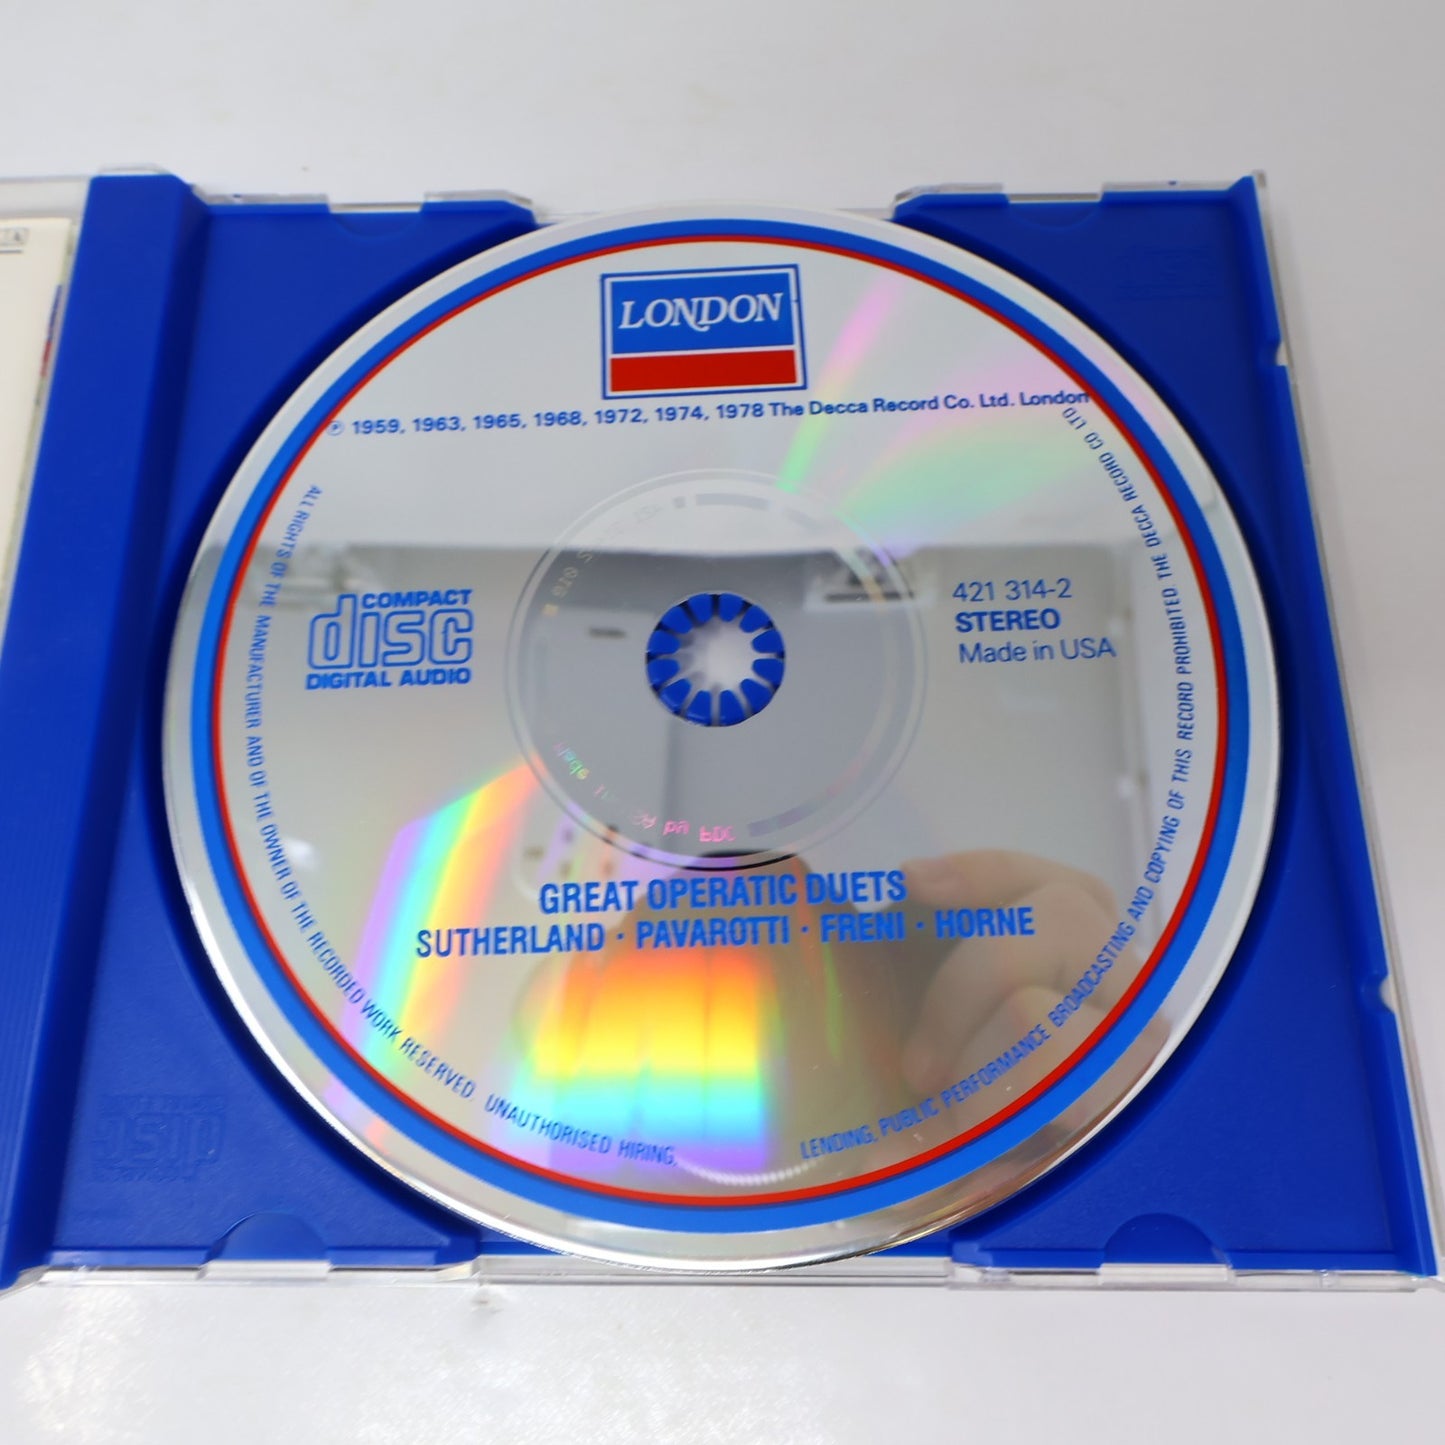 LONDON
℗ 1959, 1963, 1965, 1968, 1972, 1974, 1978 The Decca Record Co. Ltd. London
COMPACT
disc
DIGITAL AUDIO
421 314-2
STEREO
Made in USA
GREAT OPERATIC DUETS
SUTHERLAND · PAVAROTTI · FRENI · HORNE
ALL RIGHTS OF THE MANUFACTURER AND OF THE OWNER OF THE RECORDED WORK RESERVED. UNAUTHORISED HIRING, LENDING, PUBLIC PERFORMANCE BROADCASTING AND COPYING OF THIS RECORD PROHIBITED. THE DECCA RECORD CO LTD